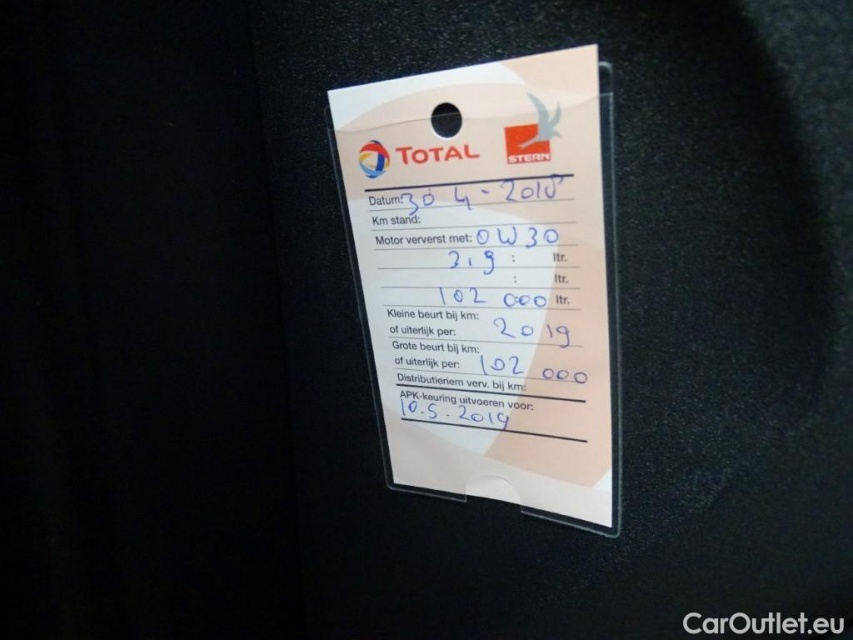 TOTAL STERN
Datum: 30 4-2018
Km stand:
Motor ververst met: 0W30
3,9 : ltr.
: ltr.
102 000 ltr.
Kleine beurt bij km:
of uiterlijk per: 2019
Grote beurt bij km:
of uiterlijk per: 102 000
Distributieriem verv. bij km:
APK-keuring uitvoeren voor:
10.5.2019
CarOutlet.eu